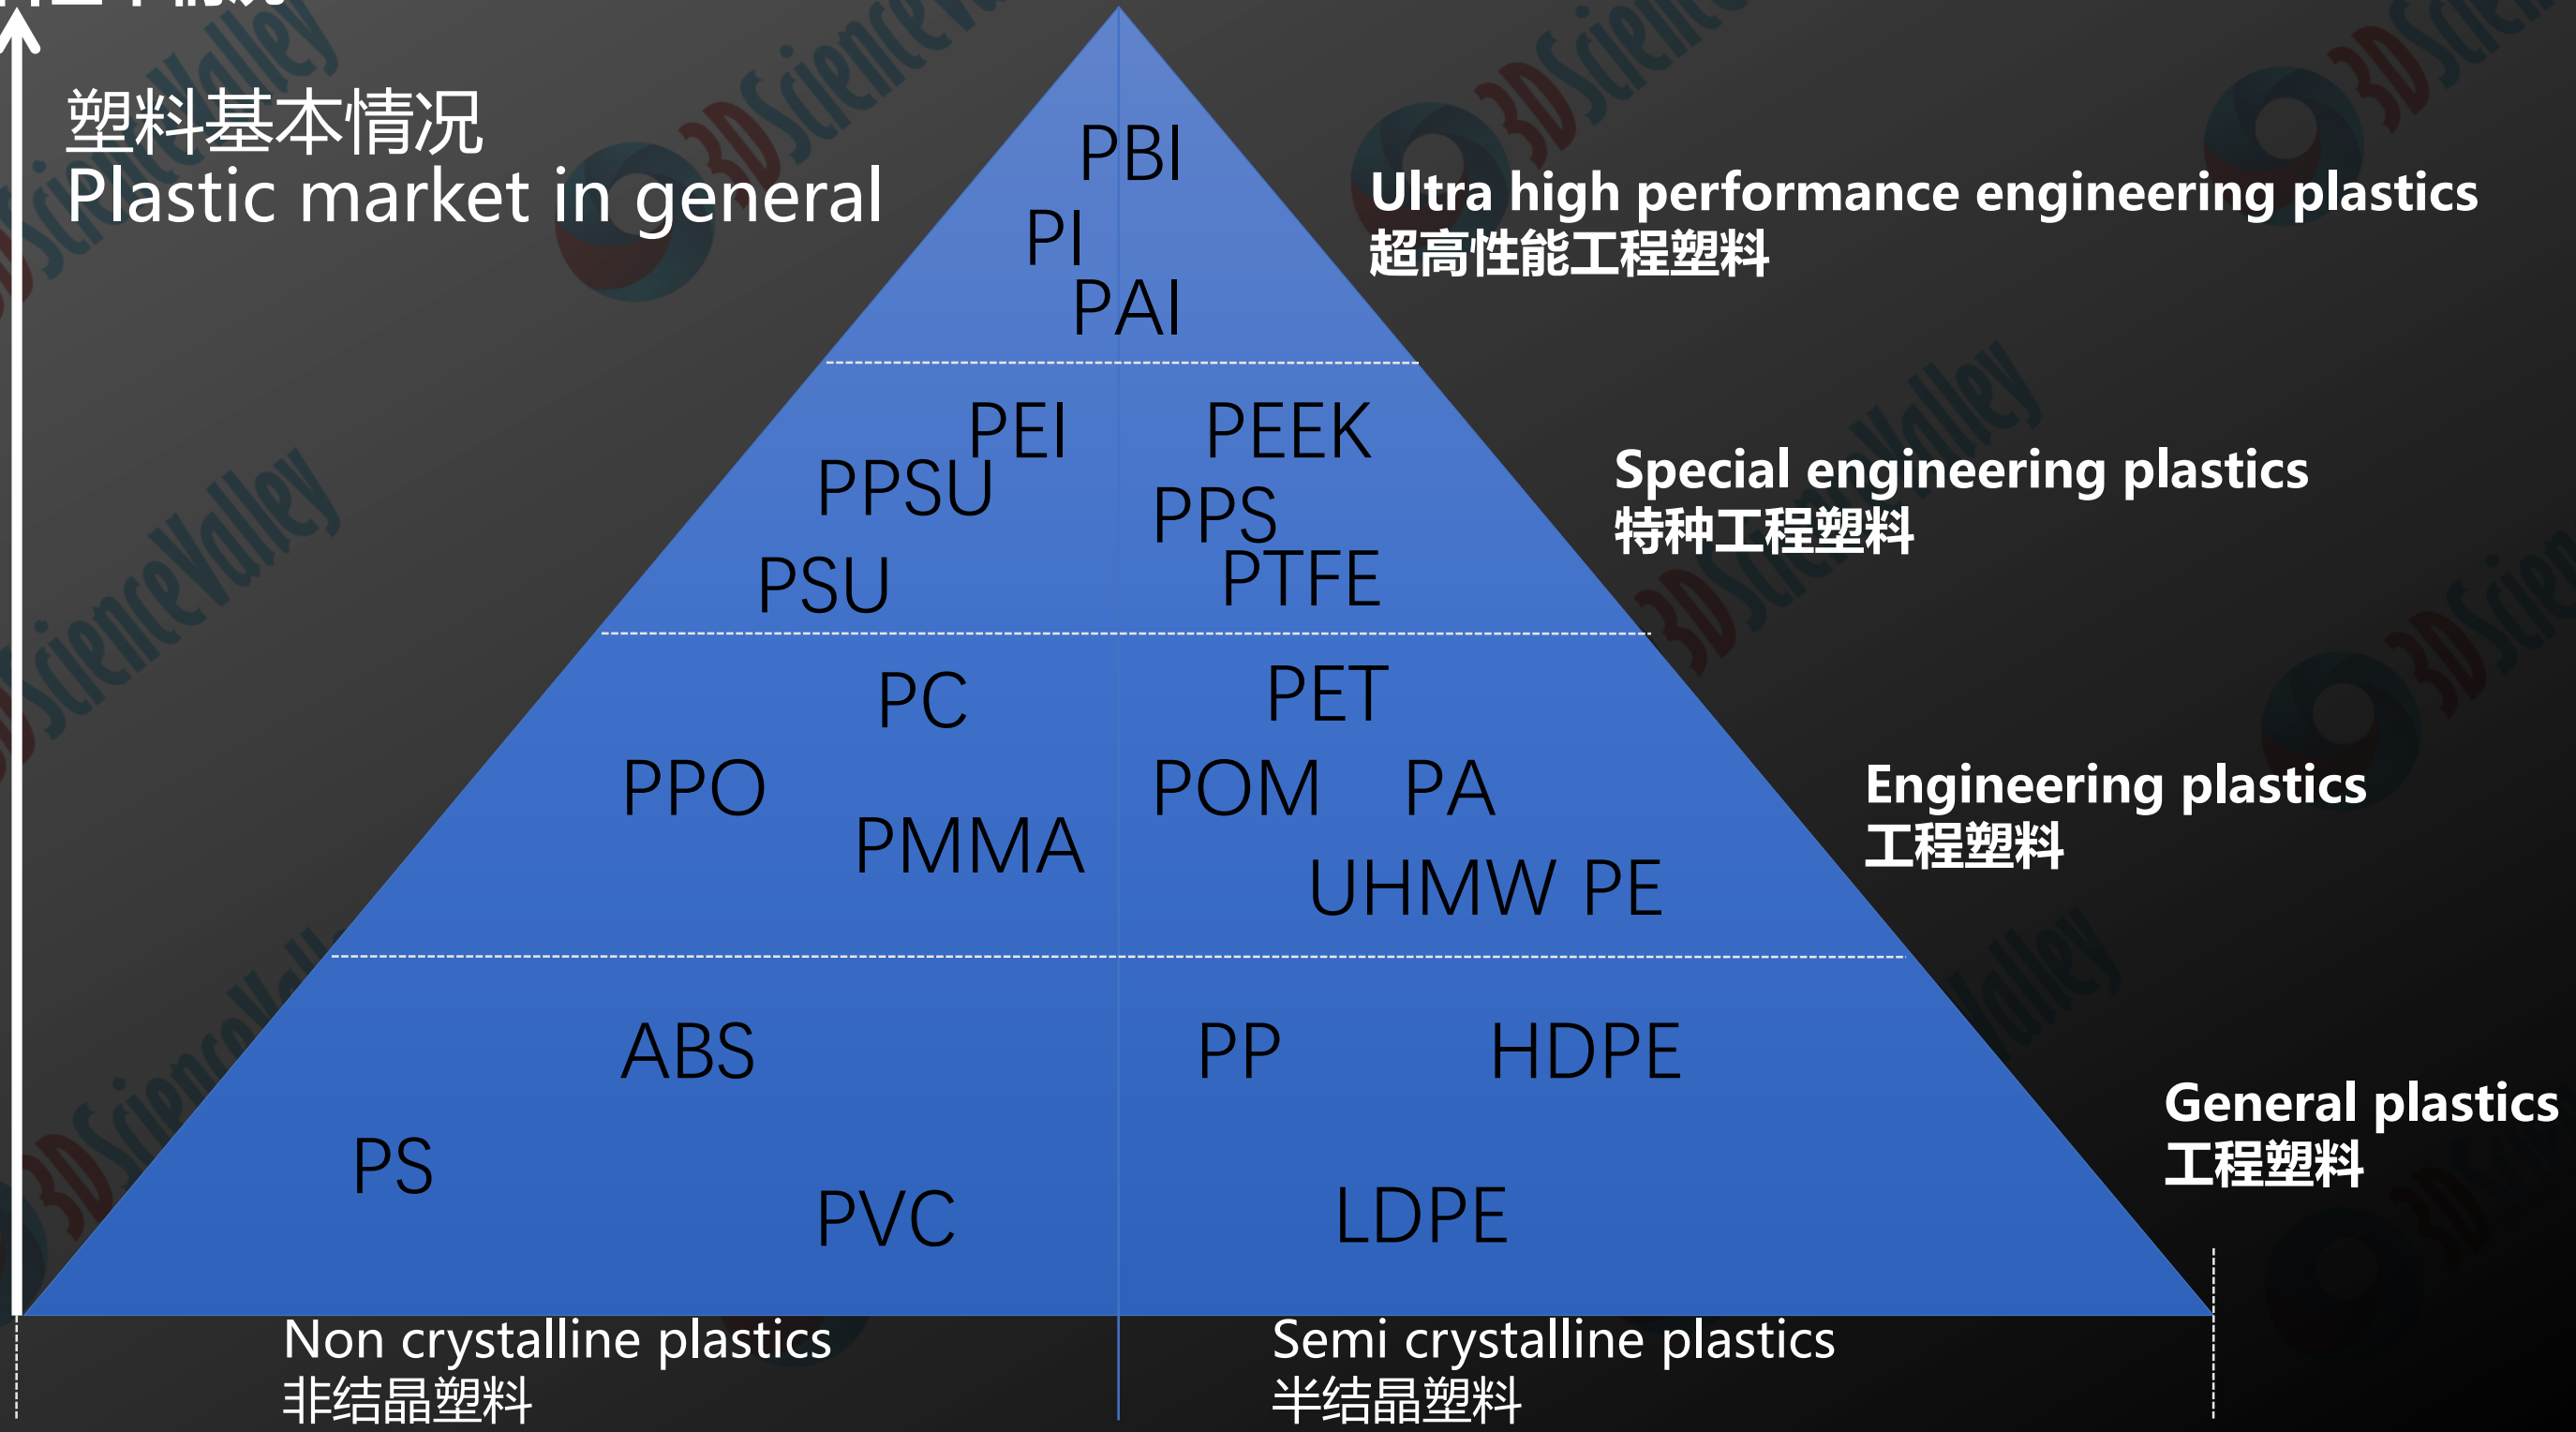 塑料基本情况
Plastic market in general
PBI
PI
PAI
Ultra high performance engineering plastics
超高性能工程塑料
PEI
PEEK
PPSU
PPS
PSU
PTFE
Special engineering plastics
特种工程塑料
PC
PET
PPO
POM
PA
PMMA
UHMW PE
Engineering plastics
工程塑料
ABS
PP
HDPE
PS
PVC
LDPE
General plastics
工程塑料
Non crystalline plastics
非结晶塑料
Semi crystalline plastics
半结晶塑料
3DScienceValley
3DScienceValley
3DScienceValley